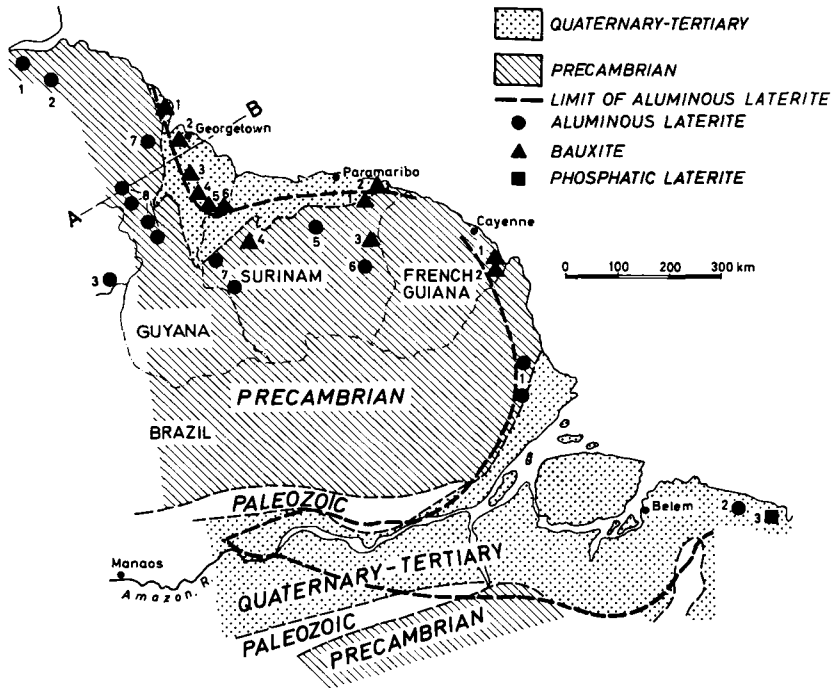 QUATERNARY-TERTIARY
PRECAMBRIAN
LIMIT OF ALUMINOUS LATERITE
ALUMINOUS LATERITE
BAUXITE
PHOSPHATIC LATERITE
0 100 200 300 km
1
2
1
B
2
Georgetown
7
3
4
5
6
A
8
3
Paramaribo
2
1
Cayenne
4
5
3
6
7
SURINAM
FRENCH
GUIANA
1
2
GUYANA
1
PRECAMBRIAN
BRAZIL
PALEOZOIC
Belem
2
3
Manaos
Amazon. R.
QUATERNARY-TERTIARY
PALEOZOIC
PRECAMBRIAN